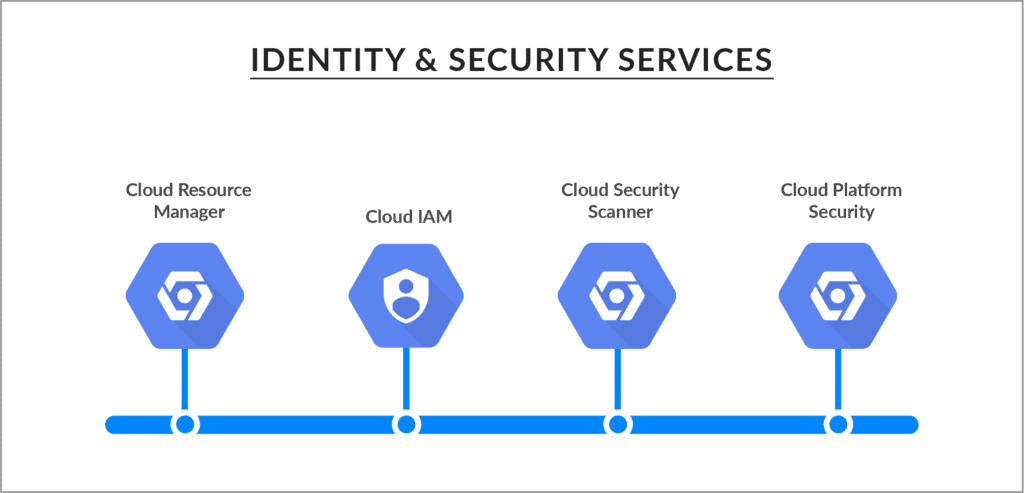 IDENTITY & SECURITY SERVICES
Cloud Resource
Manager
Cloud IAM
Cloud Security
Scanner
Cloud Platform
Security